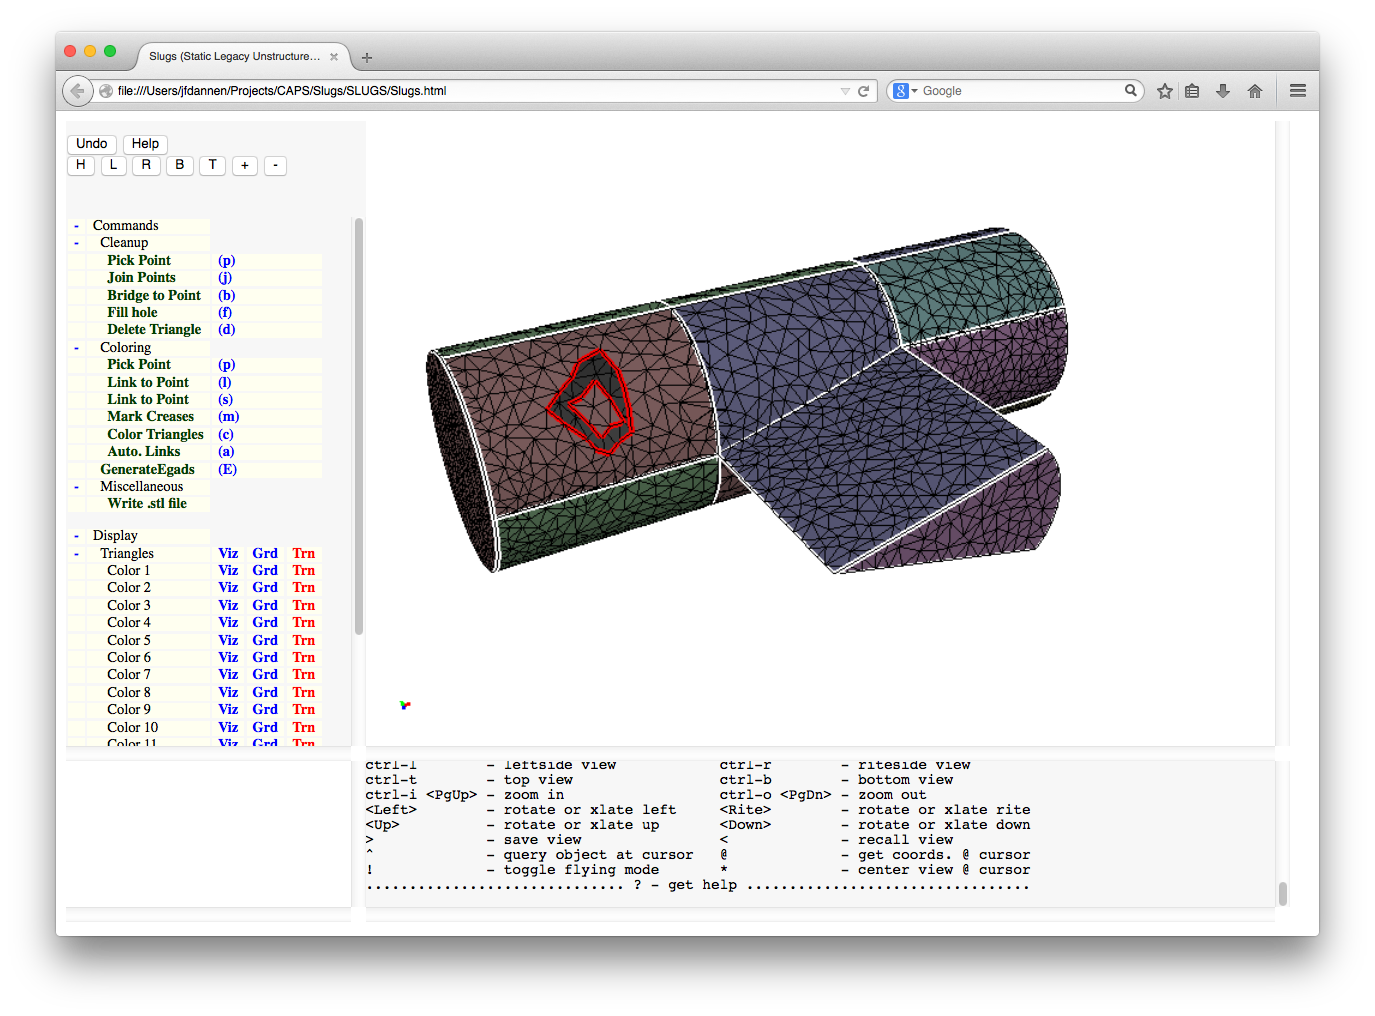 Slugs (Static Legacy Unstructure...
file:///Users/jfdannen/Projects/CAPS/Slugs/SLUGS/Slugs.html
Google
Undo Help
H L R B T + -
- Commands
- Cleanup
Pick Point (p)
Join Points (j)
Bridge to Point (b)
Fill hole (f)
Delete Triangle (d)
- Coloring
Pick Point (p)
Link to Point (l)
Link to Point (s)
Mark Creases (m)
Color Triangles (c)
Auto. Links (a)
GenerateEgads (E)
- Miscellaneous
Write .stl file
- Display
- Triangles Viz Grd Trn
Color 1 Viz Grd Trn
Color 2 Viz Grd Trn
Color 3 Viz Grd Trn
Color 4 Viz Grd Trn
Color 5 Viz Grd Trn
Color 6 Viz Grd Trn
Color 7 Viz Grd Trn
Color 8 Viz Grd Trn
Color 9 Viz Grd Trn
Color 10 Viz Grd Trn
Color 11 Viz Grd Trn
ctrl-l - leftside view ctrl-r - riteside view
ctrl-t - top view ctrl-b - bottom view
ctrl-i <PgUp> - zoom in ctrl-o <PgDn> - zoom out
<Left> - rotate or xlate left <Rite> - rotate or xlate rite
<Up> - rotate or xlate up <Down> - rotate or xlate down
> - save view < - recall view
^ - query object at cursor @ - get coords. @ cursor
! - toggle flying mode * - center view @ cursor
.............................. ? - get help .................................